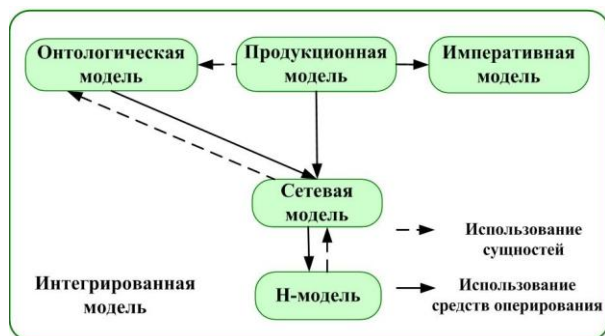 Онтологическая
модель
Продукционная
модель
Императивная
модель
Сетевая
модель
Использование
сущностей
Интегрированная
модель
Н-модель
Использование
средств оперирования